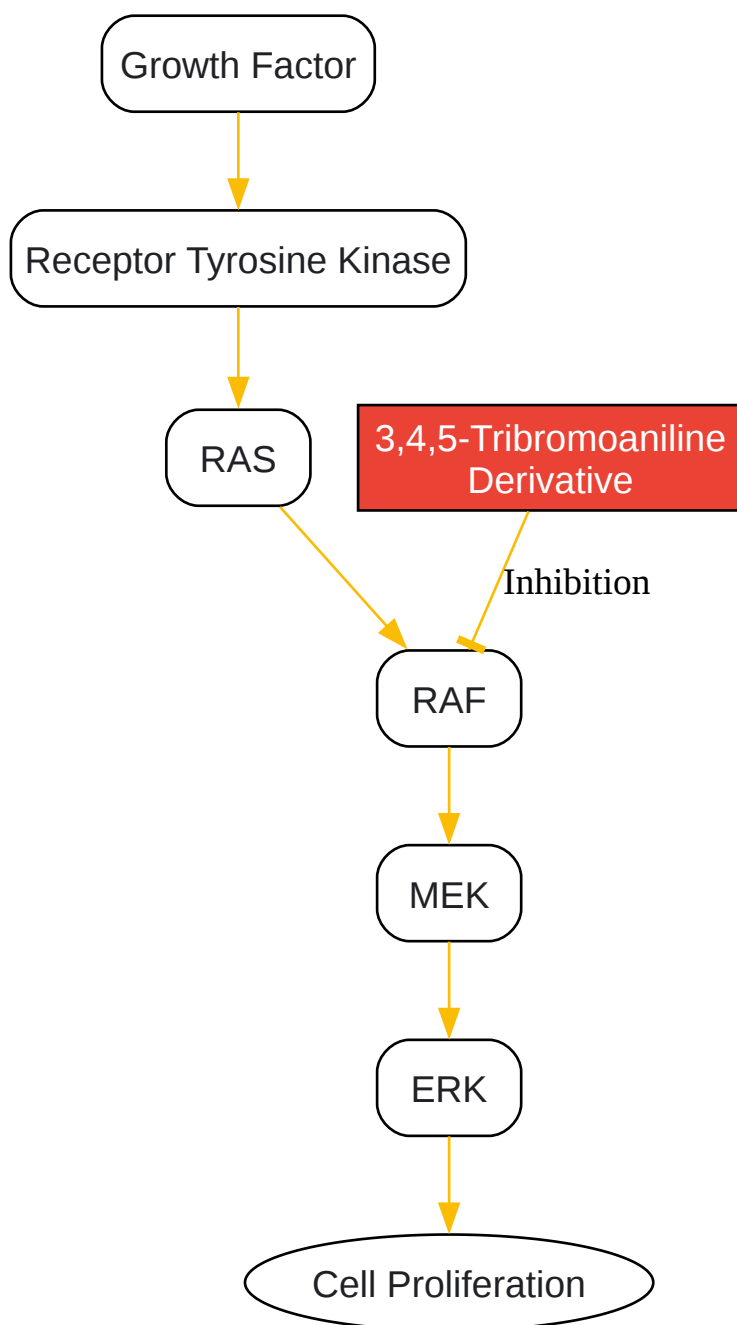 Growth Factor
Receptor Tyrosine Kinase
RAS
3,4,5-Tribromoaniline
Derivative
Inhibition
RAF
MEK
ERK
Cell Proliferation